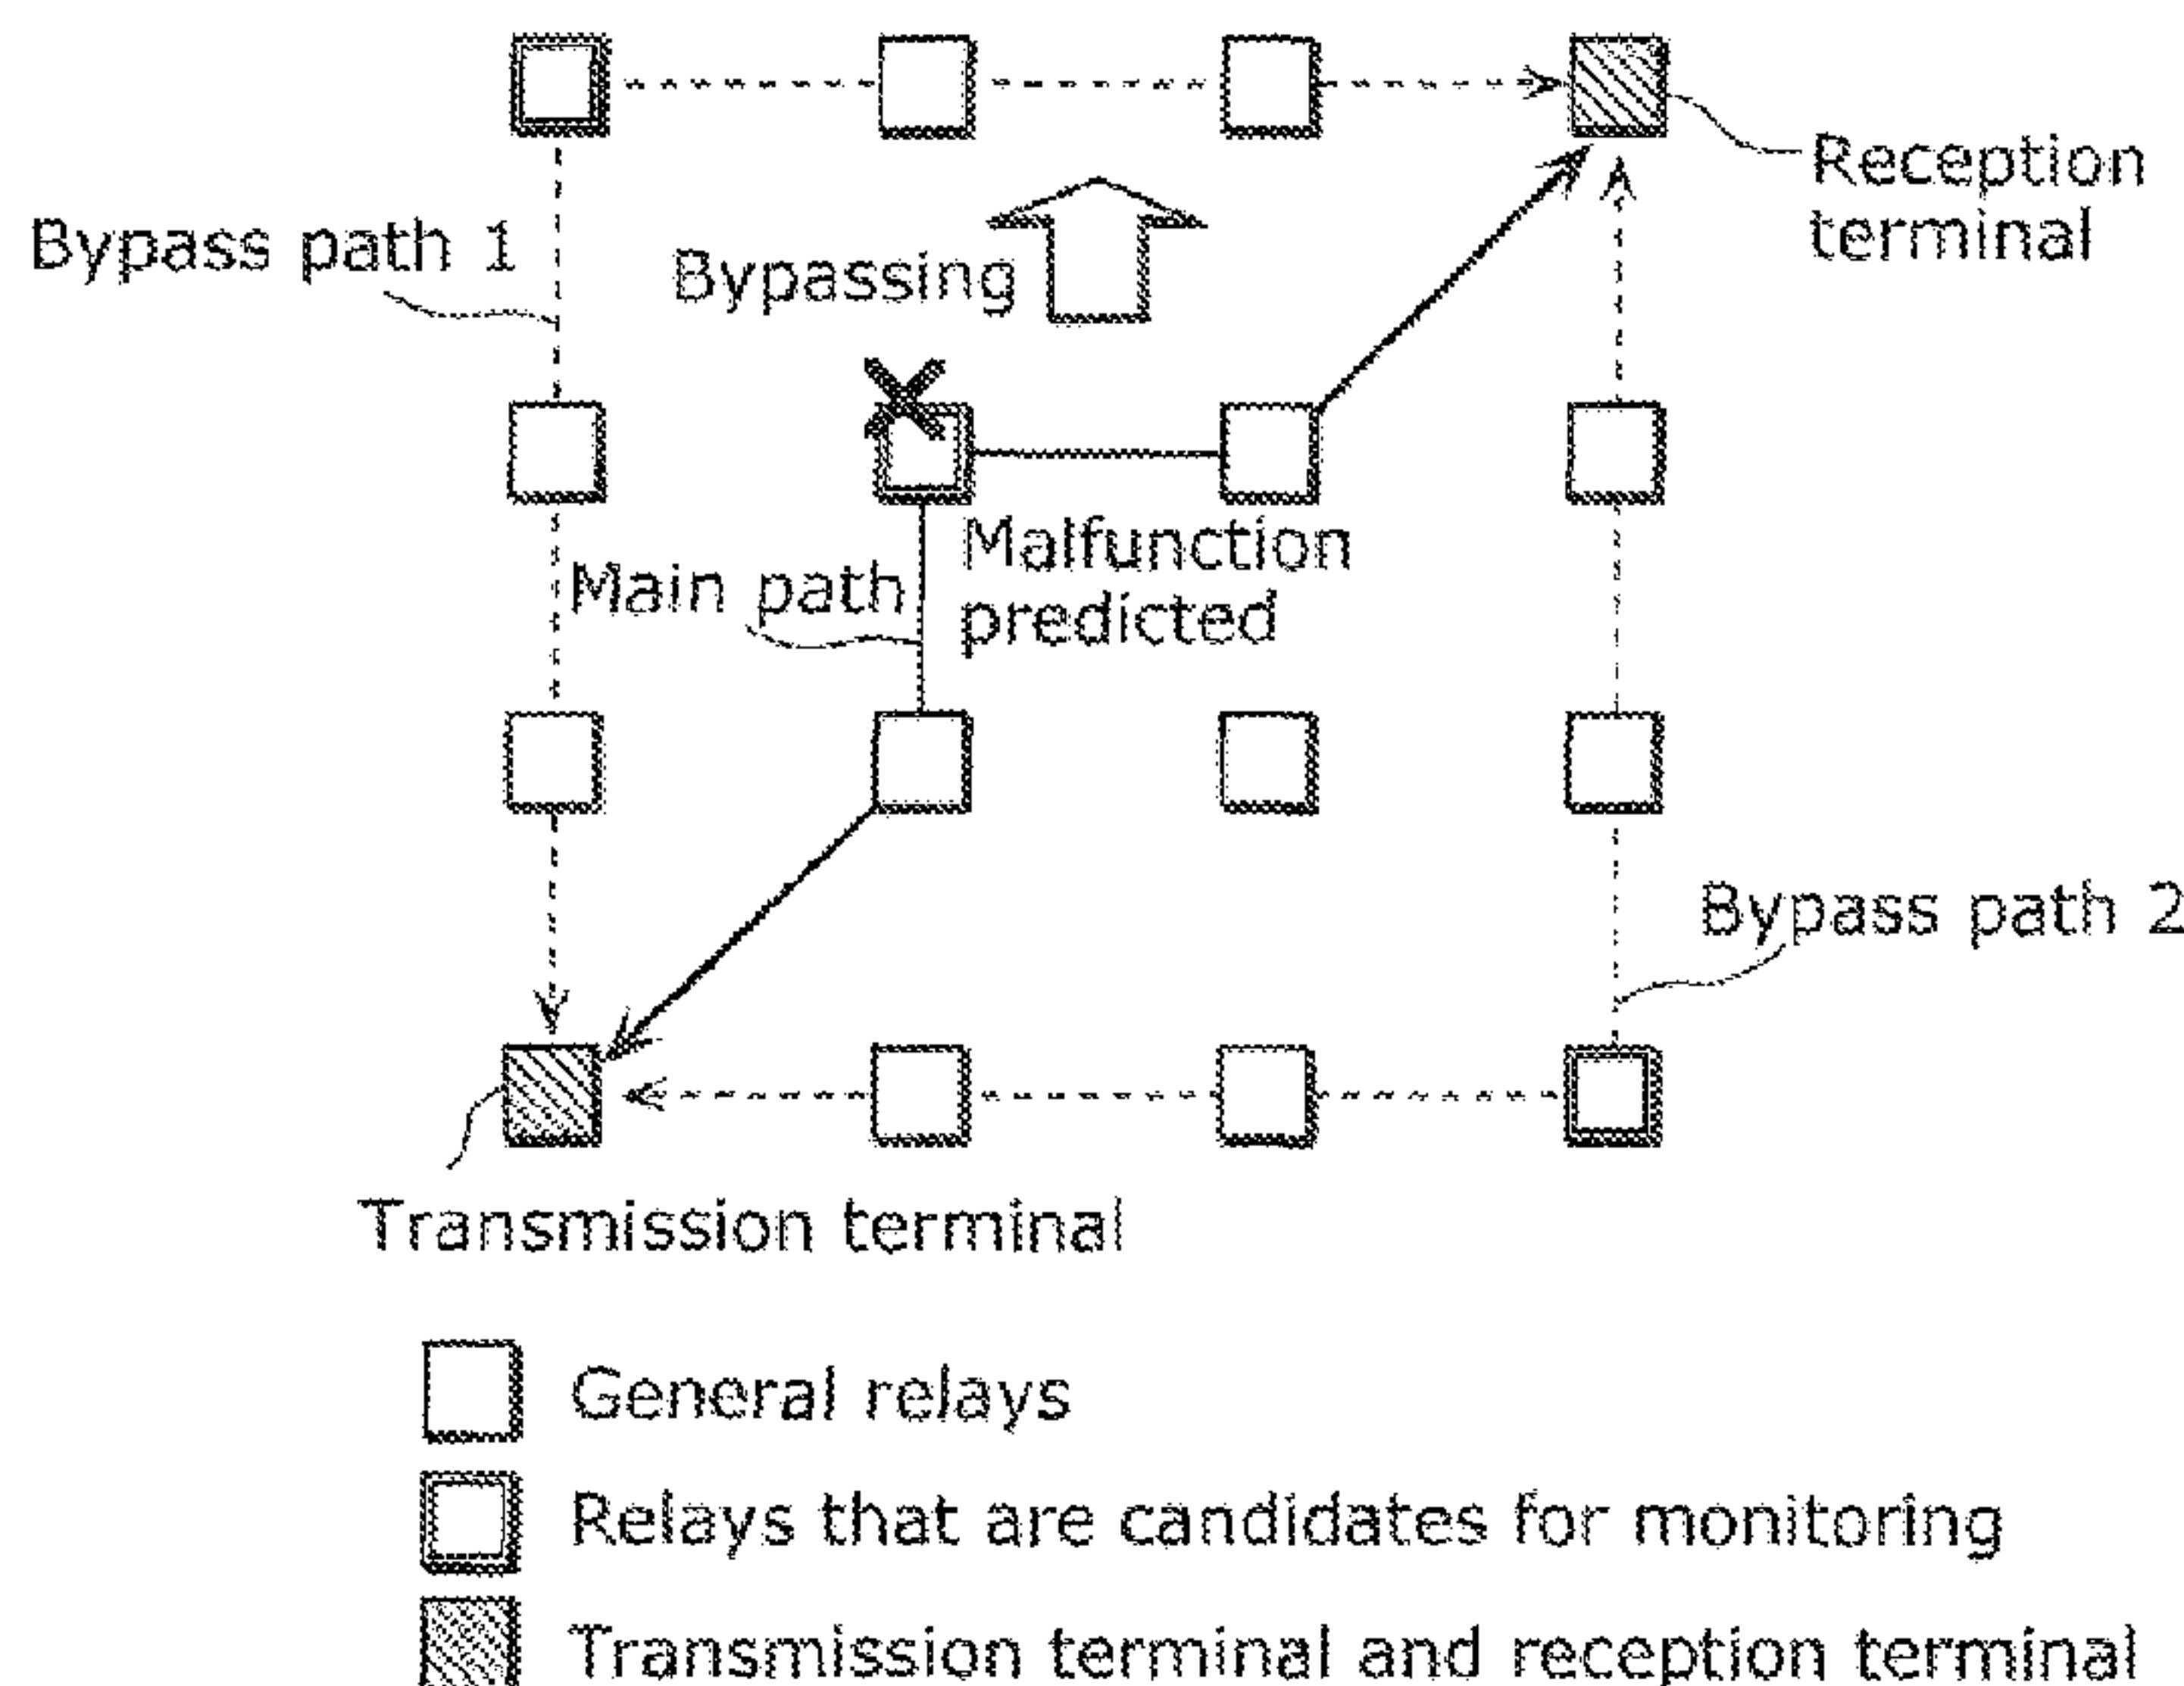 Reception
terminal
Bypass path 1
Bypassing
Malfunction
predicted
Main path
Bypass path 2
Transmission terminal
General relays
Relays that are candidates for monitoring
Transmission terminal and reception terminal